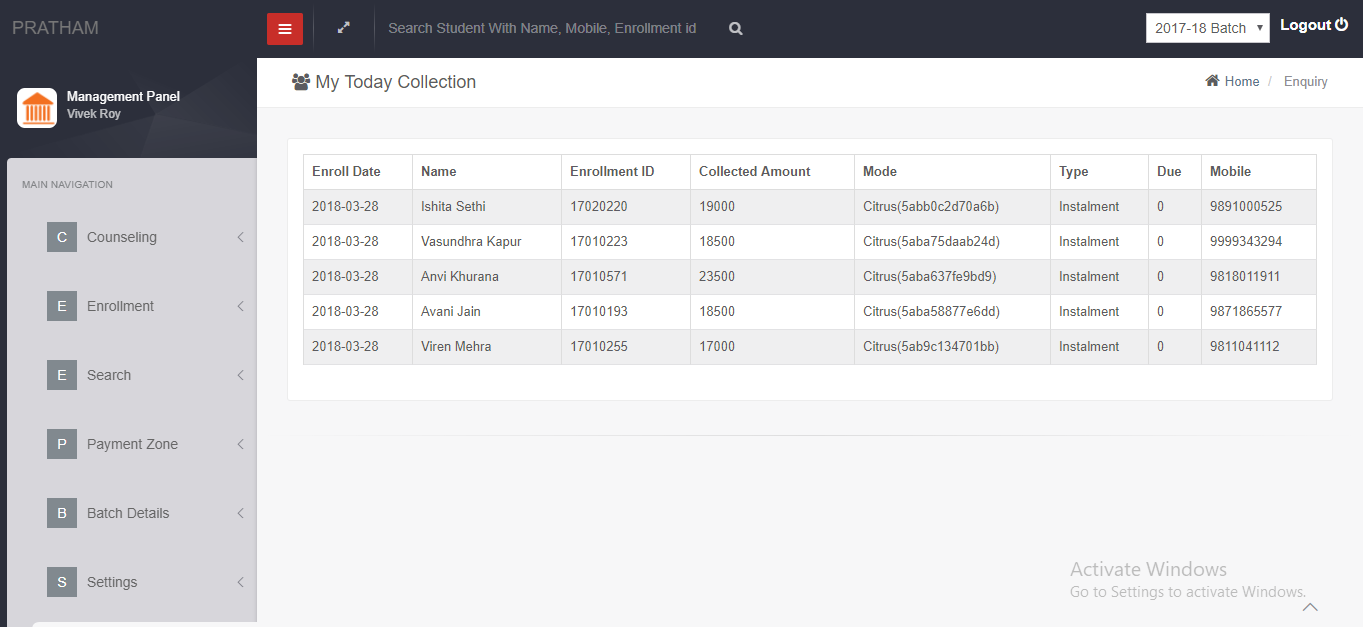 PRATHAM
Search Student With Name, Mobile, Enrollment id
2017-18 Batch
Logout
Management Panel
Vivek Roy
My Today Collection
Home / Enquiry
MAIN NAVIGATION
C Counseling
E Enrollment
E Search
P Payment Zone
B Batch Details
S Settings
Enroll Date Name Enrollment ID Collected Amount Mode Type Due Mobile
2018-03-28 Ishita Sethi 17020220 19000 Citrus(5abb0c2d70a6b) Instalment 0 9891000525
2018-03-28 Vasundhra Kapur 17010223 18500 Citrus(5aba75daab24d) Instalment 0 9999343294
2018-03-28 Anvi Khurana 17010571 23500 Citrus(5aba637fe9bd9) Instalment 0 9818011911
2018-03-28 Avani Jain 17010193 18500 Citrus(5aba58877e6dd) Instalment 0 9871865577
2018-03-28 Viren Mehra 17010255 17000 Citrus(5ab9c134701bb) Instalment 0 9811041112
Activate Windows
Go to Settings to activate Windows.